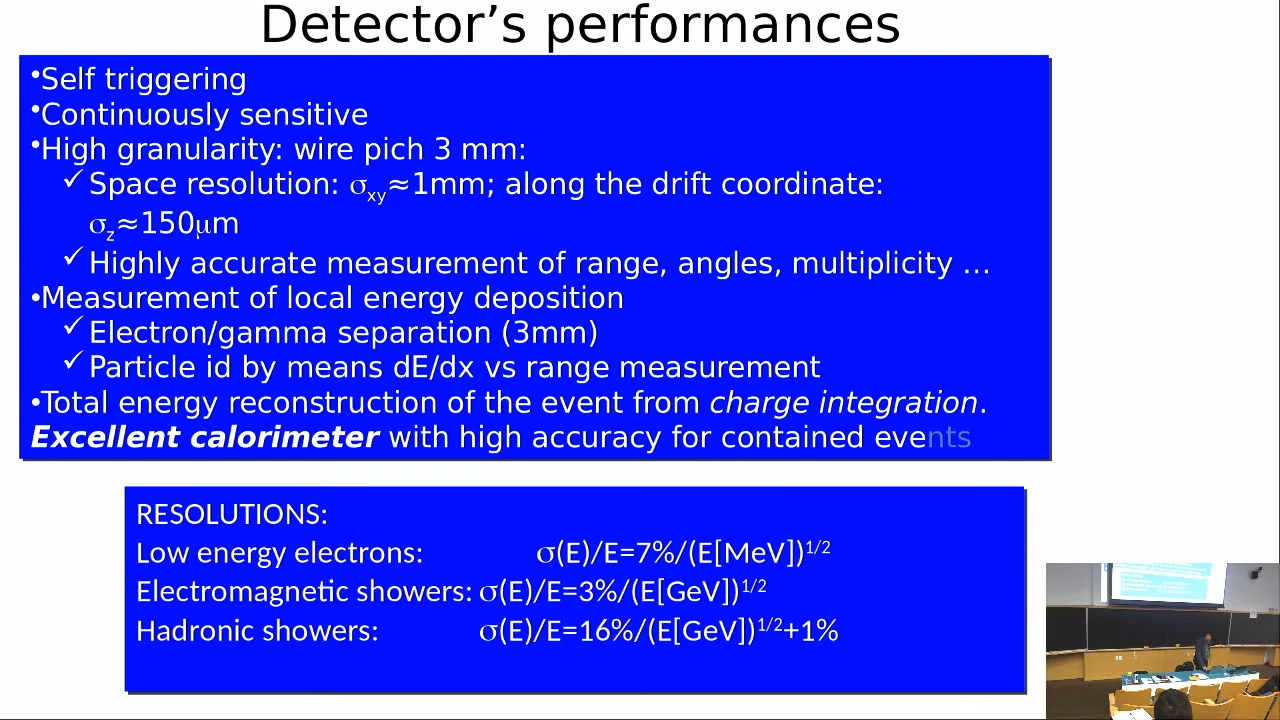 Detector’s performances
•Self triggering
•Continuously sensitive
•High granularity: wire pich 3 mm:
✓Space resolution: σxy≈1mm; along the drift coordinate:
σz≈150μm
✓Highly accurate measurement of range, angles, multiplicity …
•Measurement of local energy deposition
✓Electron/gamma separation (3mm)
✓Particle id by means dE/dx vs range measurement
•Total energy reconstruction of the event from charge integration.
Excellent calorimeter with high accuracy for contained events
RESOLUTIONS:
Low energy electrons: σ(E)/E=7%/(E[MeV])1/2
Electromagnetic showers: σ(E)/E=3%/(E[GeV])1/2
Hadronic showers: σ(E)/E=16%/(E[GeV])1/2+1%